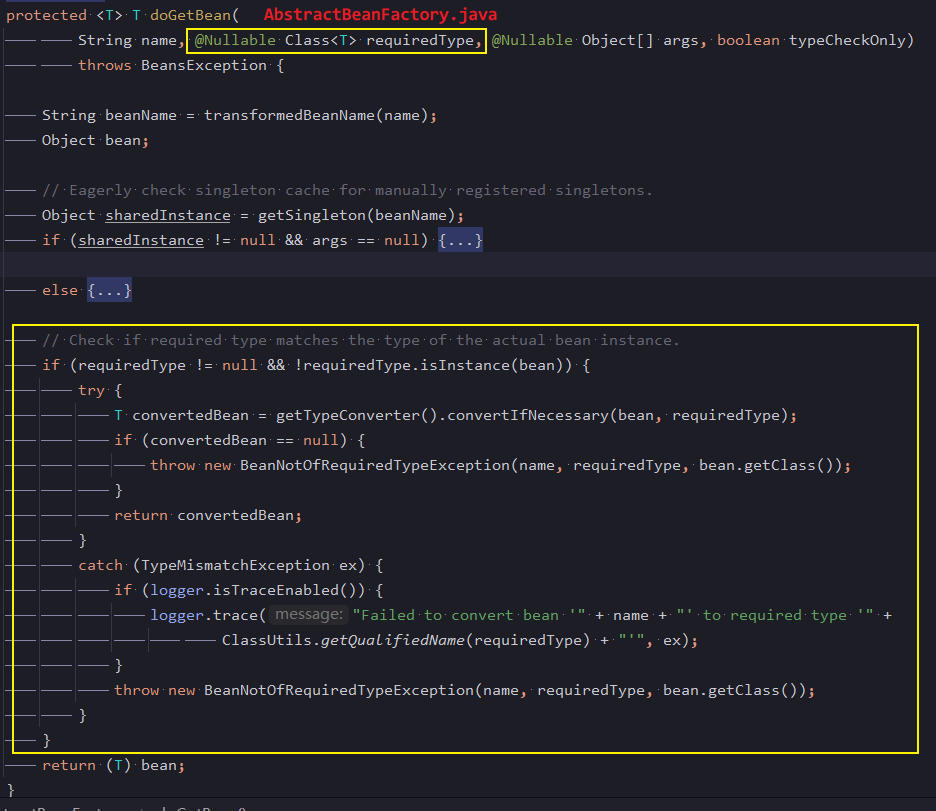 protected <T> T doGetBean( AbstractBeanFactory.java
String name, @Nullable Class<T> requiredType, @Nullable Object[] args, boolean typeCheckOnly)
throws BeansException {
String beanName = transformedBeanName(name);
Object bean;
// Eagerly check singleton cache for manually registered singletons.
Object sharedInstance = getSingleton(beanName);
if (sharedInstance != null && args == null) {...}
else {...}
// Check if required type matches the type of the actual bean instance.
if (requiredType != null && !requiredType.isInstance(bean)) {
try {
T convertedBean = getTypeConverter().convertIfNecessary(bean, requiredType);
if (convertedBean == null) {
throw new BeanNotOfRequiredTypeException(name, requiredType, bean.getClass());
}
return convertedBean;
}
catch (TypeMismatchException ex) {
if (logger.isTraceEnabled()) {
logger.trace( message: "Failed to convert bean '" + name + "' to required type '" +
ClassUtils.getQualifiedName(requiredType) + "'", ex);
}
throw new BeanNotOfRequiredTypeException(name, requiredType, bean.getClass());
}
}
return (T) bean;
}